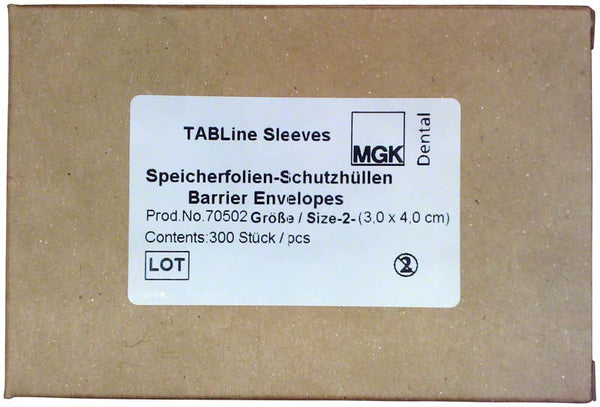 TABLine Sleeves
MGK
Dental
Speicherfolien-Schutzhüllen
Barrier Envelopes
Prod.No.70502 Größe / Size-2-(3,0 x 4,0 cm)
Contents:300 Stück / pcs
LOT
2